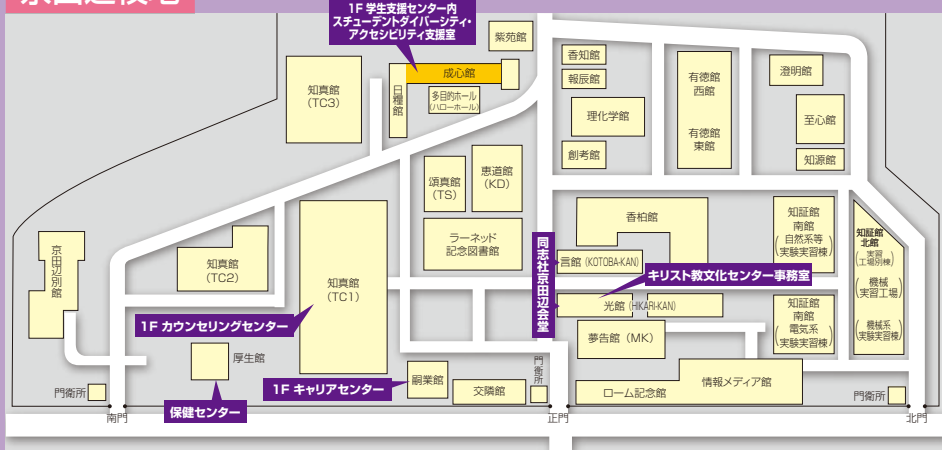 京田辺校地
1F 学生支援センター内
スチューデントダイバーシティ・
アクセシビリティ支援室
紫苑館
成心館
日糧館
多目的ホール
(ハローホール)
知真館
(TC3)
香知館
報辰館
理化学館
創考館
有徳館
西館
有徳館
東館
澄明館
至心館
知源館
頌真館
(TS)
恵道館
(KD)
ラーネッド
記念図書館
香柏館
知証館
南館
(自然系等
実験実習棟)
知証館
北館
(実習
工場別棟)
(機械
実習工場)
(機械系
実験実習棟)
京田辺別館
知真館
(TC2)
知真館
(TC1)
同志社京田辺会堂
言館 (KOTOBA-KAN)
キリスト教文化センター事務室
光館 (HIKARI-KAN)
知証館
南館
(電気系
実験実習棟)
1F カウンセリングセンター
夢告館 (MK)
厚生館
1F キャリアセンター
嗣業館
交隣館
門衛所
ローム記念館
情報メディア館
門衛所
門衛所
保健センター
南門
正門
北門